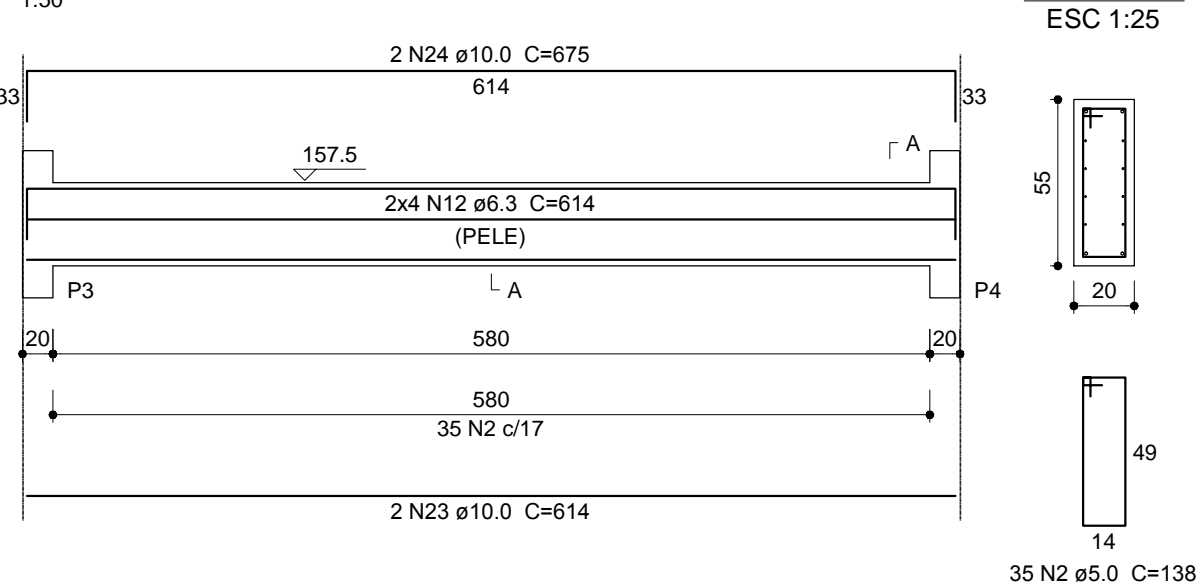 1:50
ESC 1:25
2 N24 ø10.0 C=675
614
33
33
A
157.5
2x4 N12 ø6.3 C=614
(PELE)
P3
A
P4
55
20
20
580
20
580
35 N2 c/17
49
2 N23 ø10.0 C=614
14
35 N2 ø5.0 C=138